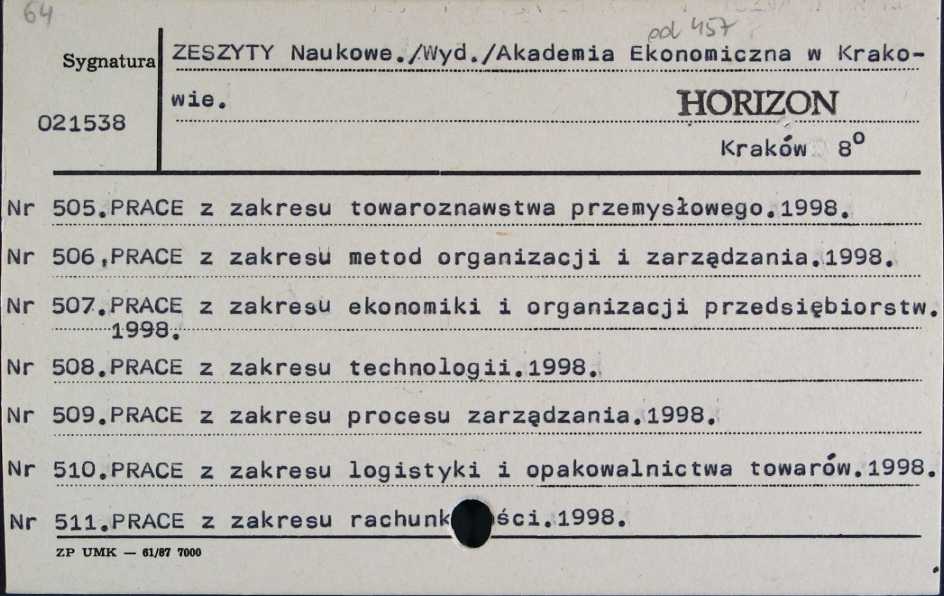 64
pol 457
Sygnatura ZESZYTY Naukowe./Wyd./Akademia Ekonomiczna w Krako-
wie. HORIZON
021538
Kraków 8º
Nr 505.PRACE z zakresu towaroznawstwa przemysłowego.1998.
Nr 506.PRACE z zakresu metod organizacji i zarządzania.1998.
Nr 507.PRACE z zakresu ekonomiki i organizacji przedsiębiorstw.
1998.
Nr 508.PRACE z zakresu technologii.1998.
Nr 509.PRACE z zakresu procesu zarządzania.1998.
Nr 510.PRACE z zakresu logistyki i opakowalnictwa towarów.1998.
Nr 511.PRACE z zakresu rachunk ści.1998.
ZP UMK — 61/87 7000